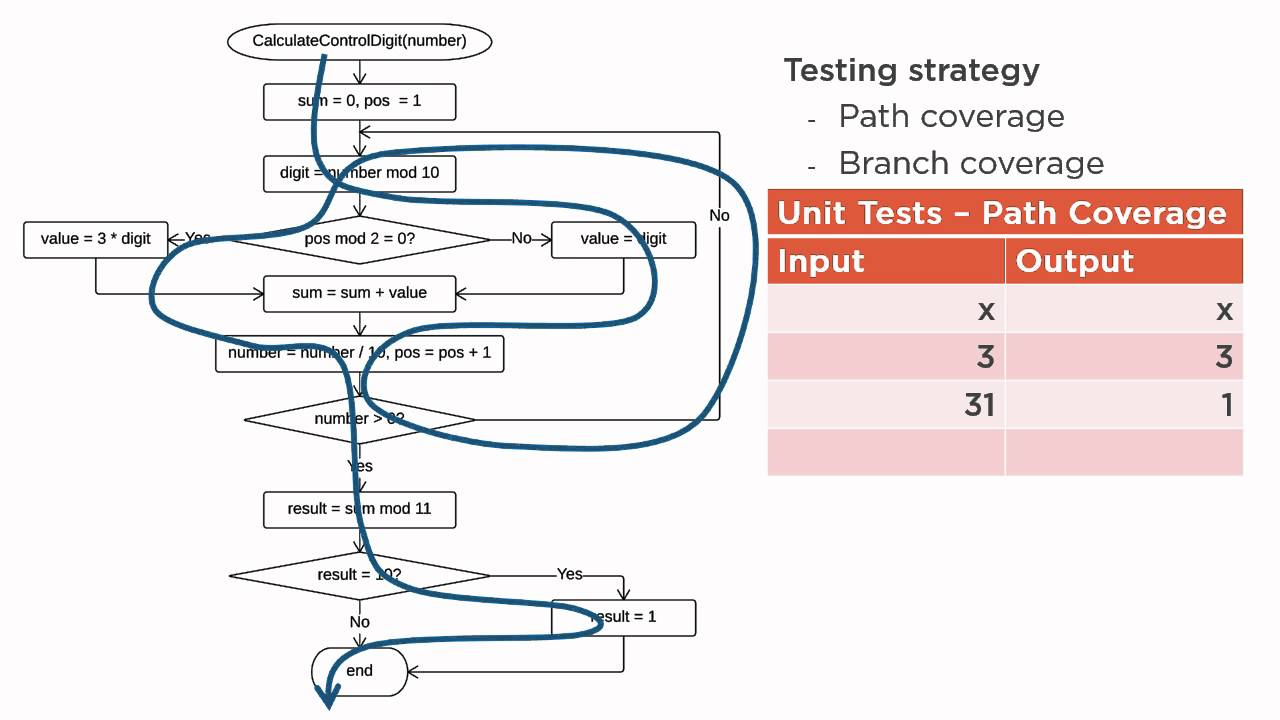 CalculateControlDigit(number)
sum = 0, pos = 1
digit = number mod 10
pos mod 2 = 0?
Yes
No
value = 3 * digit
value = digit
sum = sum + value
number = number / 10, pos = pos + 1
number > 0?
No
Yes
result = sum mod 11
result = 10?
Yes
No
result = 1
end
Testing strategy
- Path coverage
- Branch coverage
Unit Tests – Path Coverage
Input Output
x x
3 3
31 1